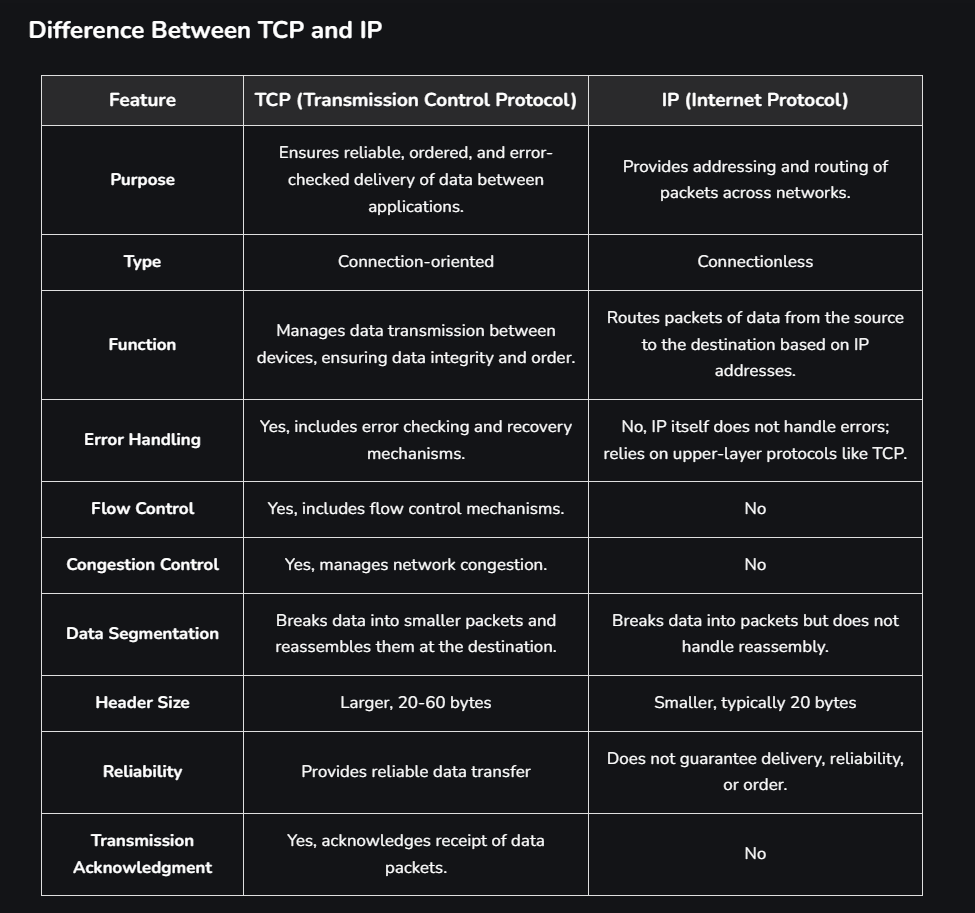 Difference Between TCP and IP
Feature
TCP (Transmission Control Protocol)
IP (Internet Protocol)
Purpose
Ensures reliable, ordered, and error-
checked delivery of data between
applications.
Provides addressing and routing of
packets across networks.
Type
Connection-oriented
Connectionless
Function
Manages data transmission between
devices, ensuring data integrity and order.
Routes packets of data from the source
to the destination based on IP
addresses.
Error Handling
Yes, includes error checking and recovery
mechanisms.
No, IP itself does not handle errors;
relies on upper-layer protocols like TCP.
Flow Control
Yes, includes flow control mechanisms.
No
Congestion Control
Yes, manages network congestion.
No
Data Segmentation
Breaks data into smaller packets and
reassembles them at the destination.
Breaks data into packets but does not
handle reassembly.
Header Size
Larger, 20-60 bytes
Smaller, typically 20 bytes
Reliability
Provides reliable data transfer
Does not guarantee delivery, reliability,
or order.
Transmission
Acknowledgment
Yes, acknowledges receipt of data
packets.
No